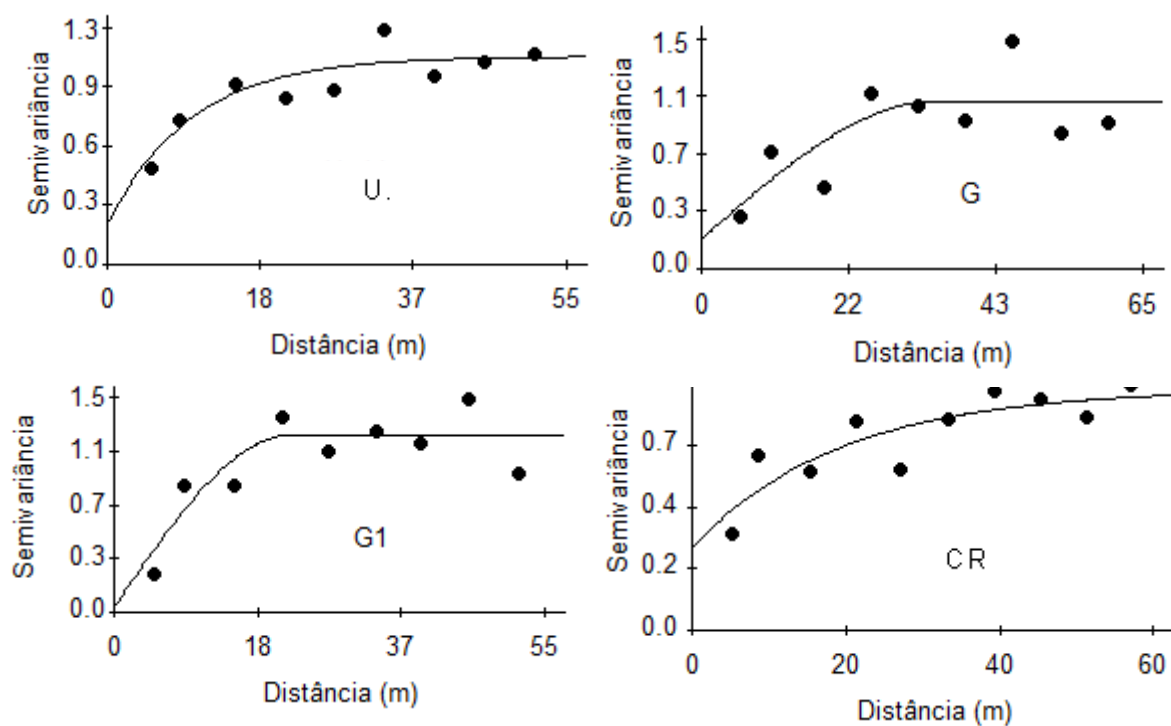 1.3
0.9
0.6
0.3
0.0
Semivariância
U.
0 18 37 55
Distância (m)
1.5
1.1
0.7
0.3
0.0
Semivariância
G
0 22 43 65
Distância (m)
1.5
1.1
0.7
0.3
0.0
Semivariância
G1
0 18 37 55
Distância (m)
0.7
0.4
0.2
0.0
Semivariância
CR
0 20 40 60
Distância (m)